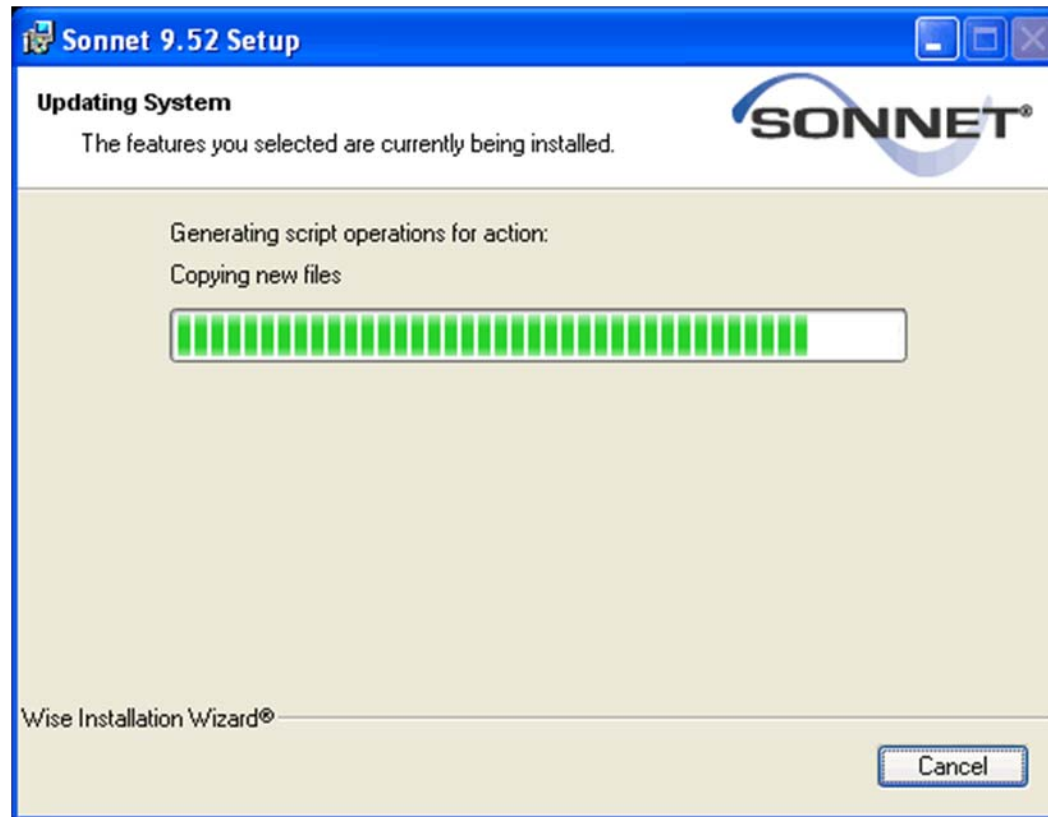 Sonnet 9.52 Setup
Updating System
The features you selected are currently being installed.
SONNET®
Generating script operations for action:
Copying new files
Wise Installation Wizard®
Cancel